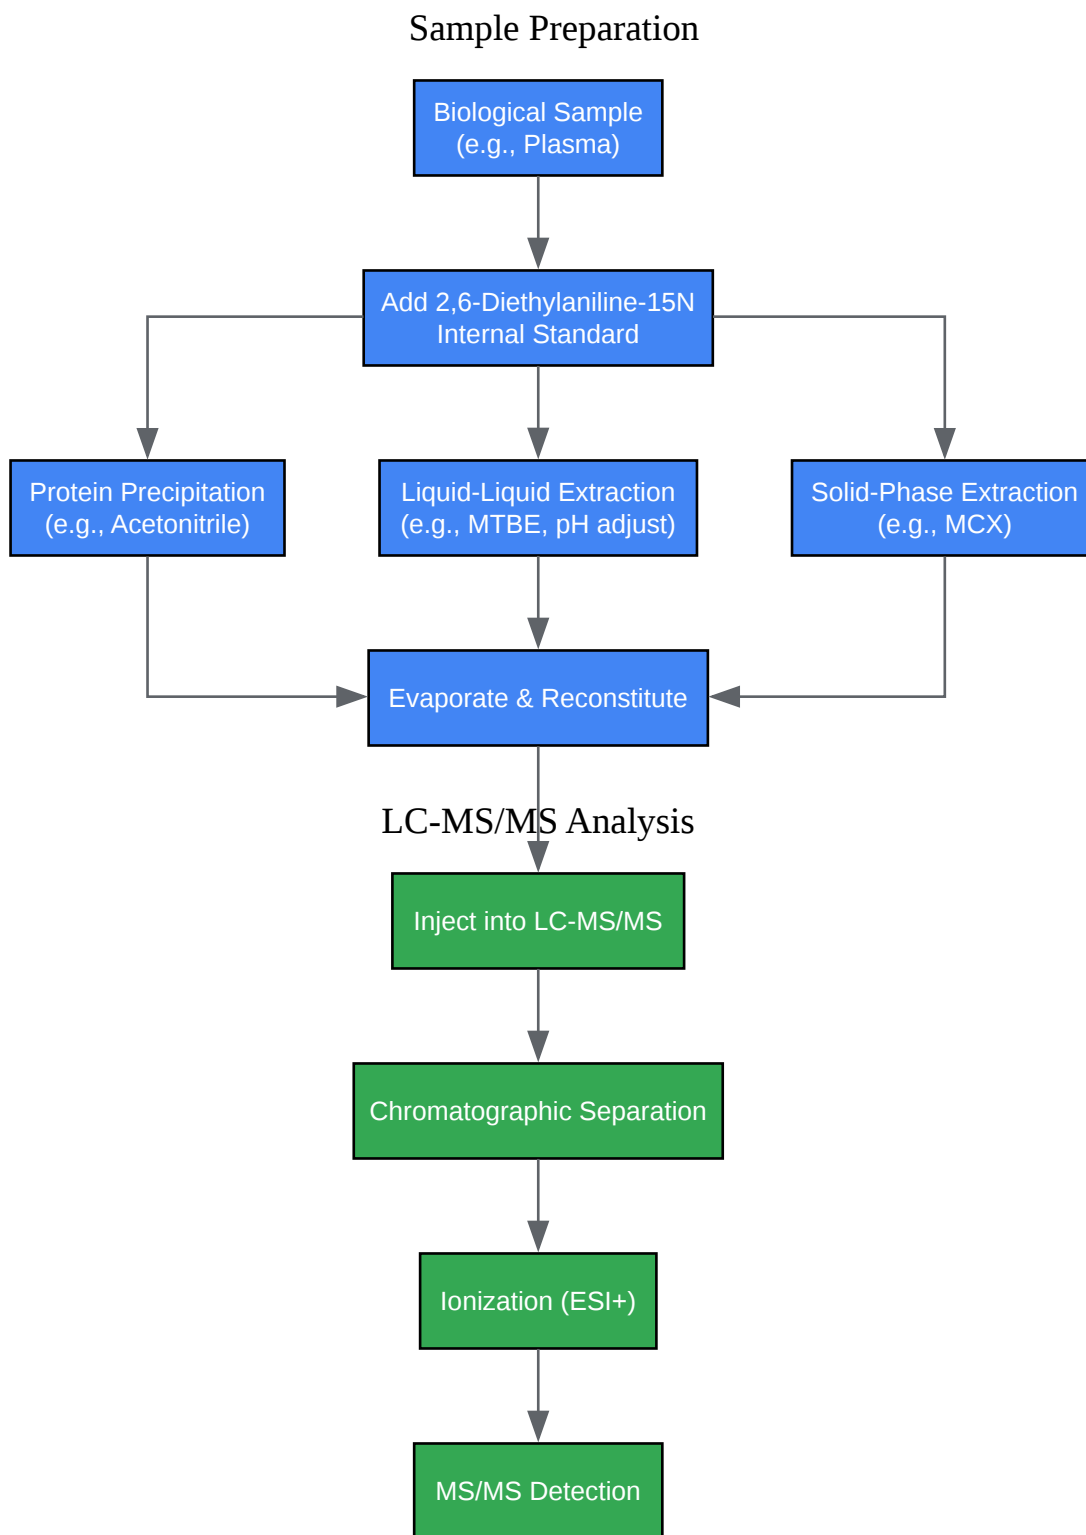 Sample Preparation
Biological Sample
(e.g., Plasma)
Add 2,6-Diethylaniline-15N
Internal Standard
Protein Precipitation
(e.g., Acetonitrile)
Liquid-Liquid Extraction
(e.g., MTBE, pH adjust)
Solid-Phase Extraction
(e.g., MCX)
Evaporate & Reconstitute
LC-MS/MS Analysis
Inject into LC-MS/MS
Chromatographic Separation
Ionization (ESI+)
MS/MS Detection